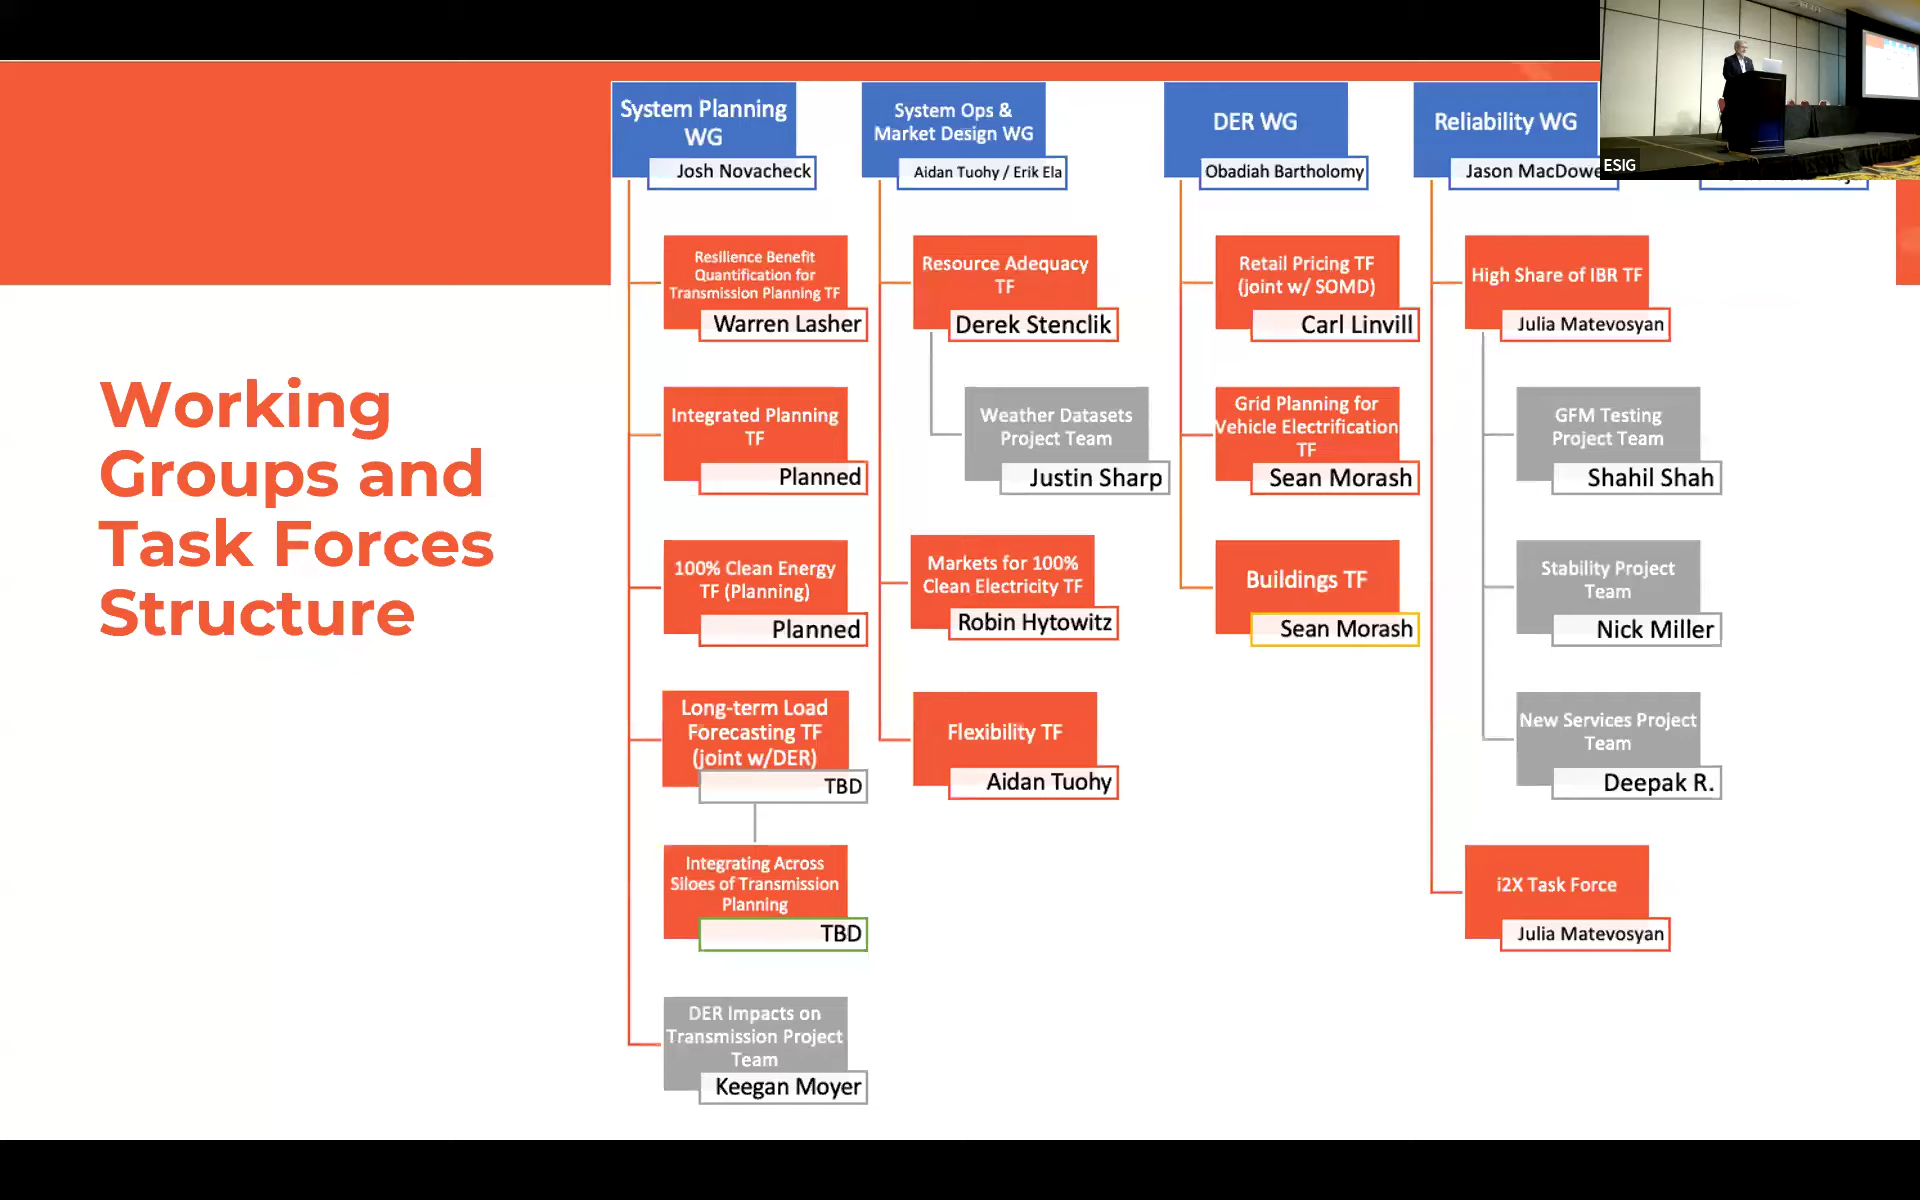 Working
Groups and
Task Forces
Structure
System Planning
WG
Josh Novacheck
Resilience Benefit
Quantification for
Transmission Planning TF
Warren Lasher
Integrated Planning
TF
Planned
100% Clean Energy
TF (Planning)
Planned
Long-term Load
Forecasting TF
(joint w/DER)
TBD
Integrating Across
Siloes of Transmission
Planning
TBD
DER Impacts on
Transmission Project
Team
Keegan Moyer
System Ops &
Market Design WG
Aidan Tuohy / Erik Ela
Resource Adequacy
TF
Derek Stenclik
Weather Datasets
Project Team
Justin Sharp
Markets for 100%
Clean Electricity TF
Robin Hytowitz
Flexibility TF
Aidan Tuohy
DER WG
Obadiah Bartholomy
Retail Pricing TF
(joint w/ SOMD)
Carl Linvill
Grid Planning for
Vehicle Electrification
TF
Sean Morash
Buildings TF
Sean Morash
Reliability WG
Jason MacDowe
High Share of IBR TF
Julia Matevosyan
GFM Testing
Project Team
Shahil Shah
Stability Project
Team
Nick Miller
New Services Project
Team
Deepak R.
i2X Task Force
Julia Matevosyan
ESIG